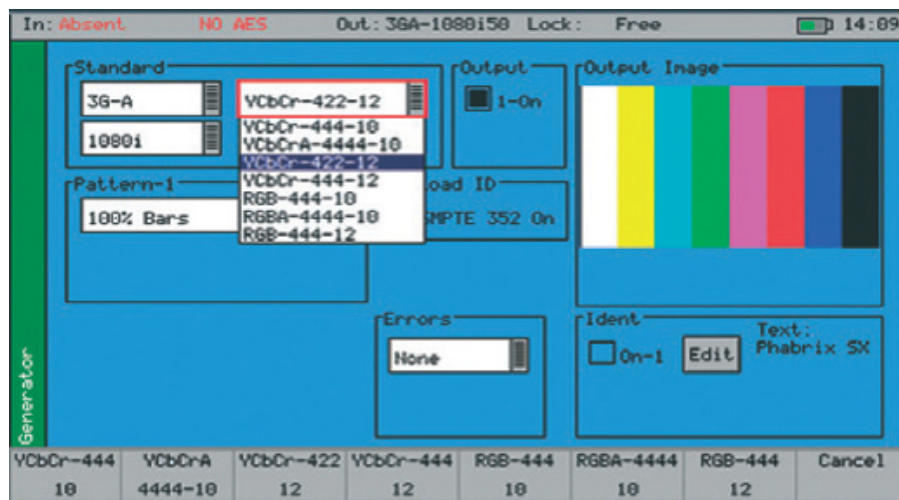 In: Absent NO AES Out: 3GA-1080i50 Lock: Free 14:09
Standard
3G-A
YCbCr-422-12
1080i
YCbCr-444-10
YCbCrA-4444-10
YCbCr-422-12
YCbCr-444-12
RGB-444-10
RGBA-4444-10
RGB-444-12
Output
1-On
Output Image
Pattern-1
100% Bars
oad ID
SMPTE 352 On
Errors
None
Ident
On-1
Edit
Text:
Phabrix SX
Generator
YCbCr-444 YCbCrA YCbCr-422 YCbCr-444 RGB-444 RGBA-4444 RGB-444 Cancel
10 4444-10 12 12 10 10 12